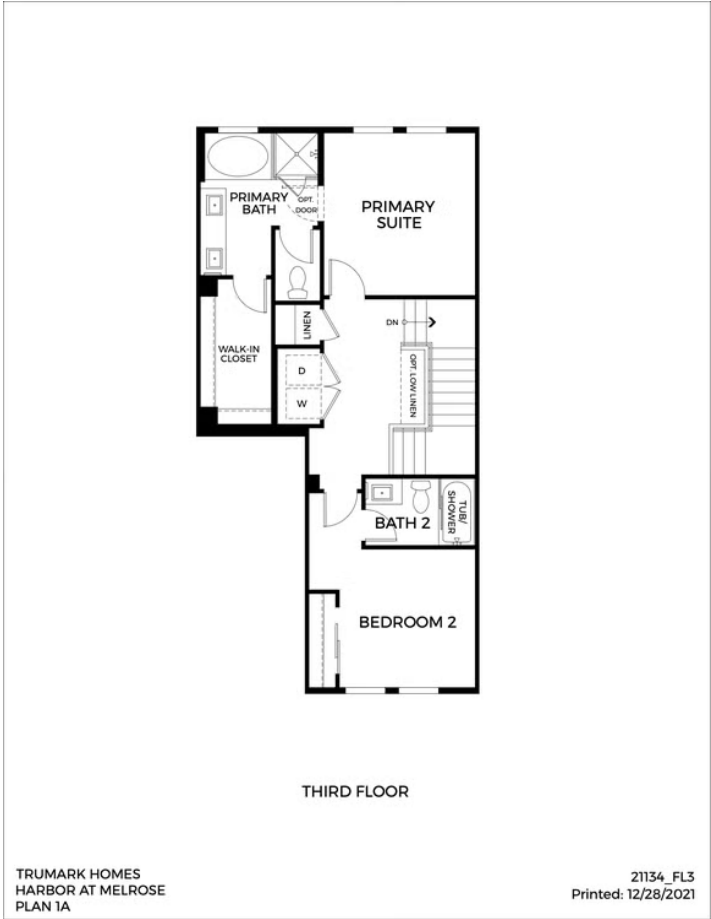 PRIMARY
BATH
OPT.
DOOR
PRIMARY
SUITE
LINEN
DN
WALK-IN
CLOSET
D
W
OPT. LOW LINEN
BATH 2
TUB/
SHOWER
BEDROOM 2
THIRD FLOOR
TRUMARK HOMES
HARBOR AT MELROSE
PLAN 1A
21134_FL3
Printed: 12/28/2021